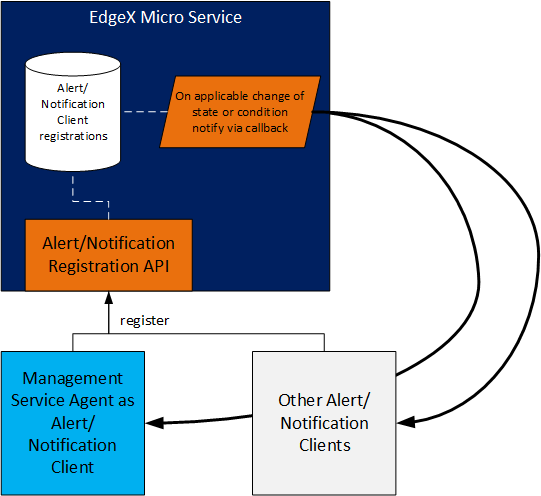 EdgeX Micro Service
Alert/
Notification
Client
registrations
On applicable change of
state or condition
notify via callback
Alert/Notification
Registration API
register
Management
Service Agent as
Alert/
Notification
Client
Other Alert/
Notification
Clients